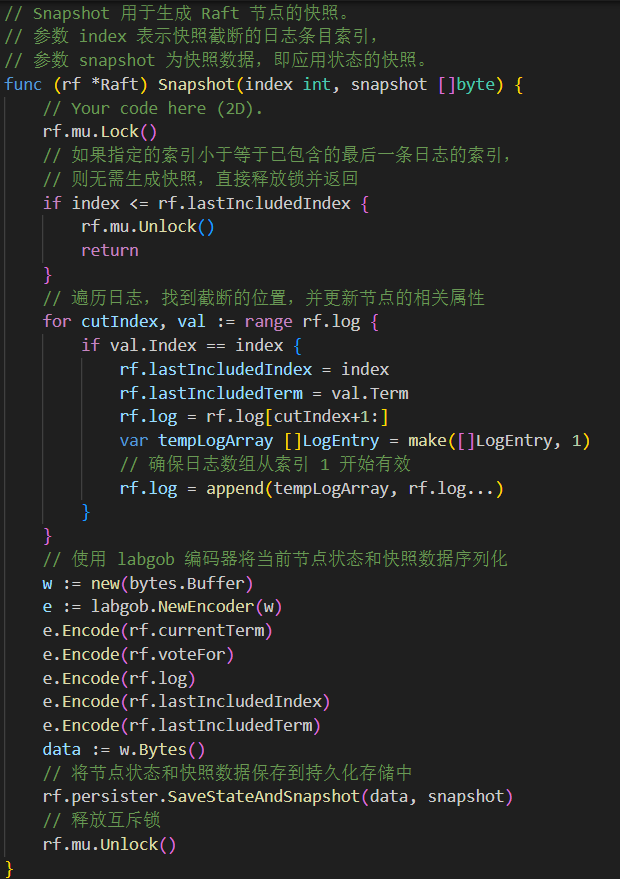 // Snapshot 用于生成 Raft 节点的快照。
// 参数 index 表示快照截断的日志条目索引，
// 参数 snapshot 为快照数据，即应用状态的快照。
func (rf *Raft) Snapshot(index int, snapshot []byte) {
    // Your code here (2D).
    rf.mu.Lock()
    // 如果指定的索引小于等于已包含的最后一条日志的索引，
    // 则无需生成快照，直接释放锁并返回
    if index <= rf.lastIncludedIndex {
        rf.mu.Unlock()
        return
    }
    // 遍历日志，找到截断的位置，并更新节点的相关属性
    for cutIndex, val := range rf.log {
        if val.Index == index {
            rf.lastIncludedIndex = index
            rf.lastIncludedTerm = val.Term
            rf.log = rf.log[cutIndex+1:]
            var tempLogArray []LogEntry = make([]LogEntry, 1)
            // 确保日志数组从索引 1 开始有效
            rf.log = append(tempLogArray, rf.log...)
        }
    }
    // 使用 labgob 编码器将当前节点状态和快照数据序列化
    w := new(bytes.Buffer)
    e := labgob.NewEncoder(w)
    e.Encode(rf.currentTerm)
    e.Encode(rf.voteFor)
    e.Encode(rf.log)
    e.Encode(rf.lastIncludedIndex)
    e.Encode(rf.lastIncludedTerm)
    data := w.Bytes()
    // 将节点状态和快照数据保存到持久化存储中
    rf.persister.SaveStateAndSnapshot(data, snapshot)
    // 释放互斥锁
    rf.mu.Unlock()
}